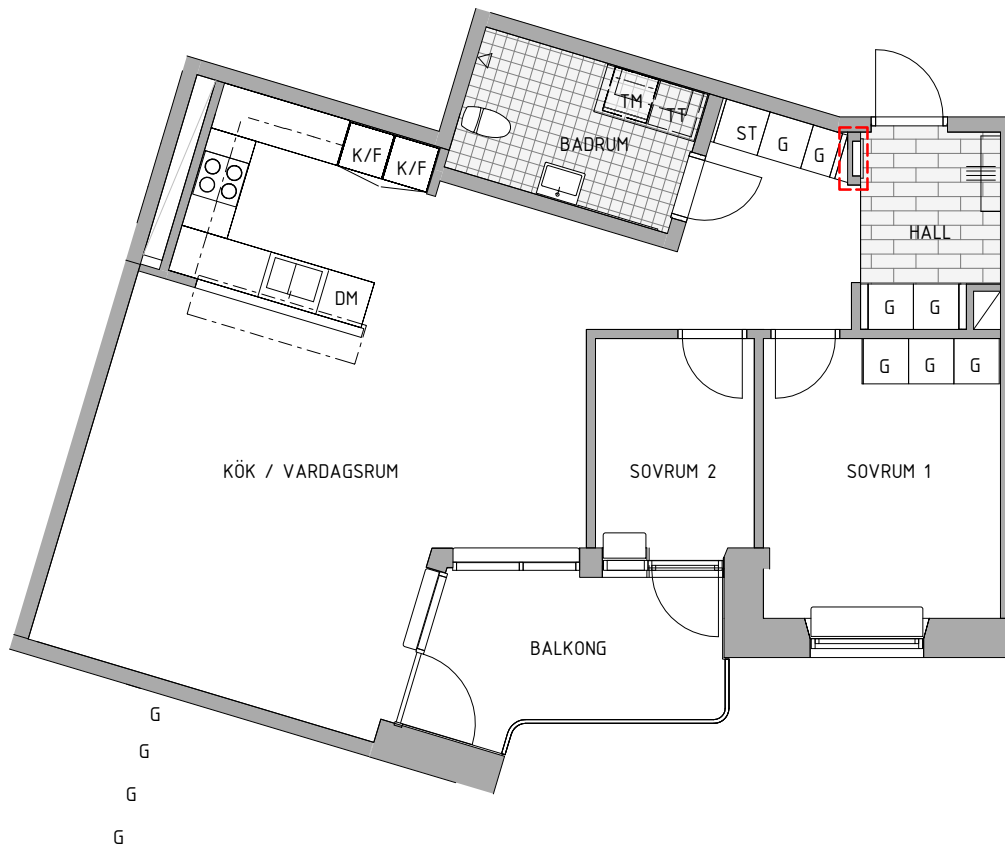 TM
TT
BADRUM
ST
G
G
K/F
K/F
HALL
DM
G
G
G
G
G
KÖK / VARDAGSRUM
SOVRUM 2
SOVRUM 1
BALKONG
G
G
G
G